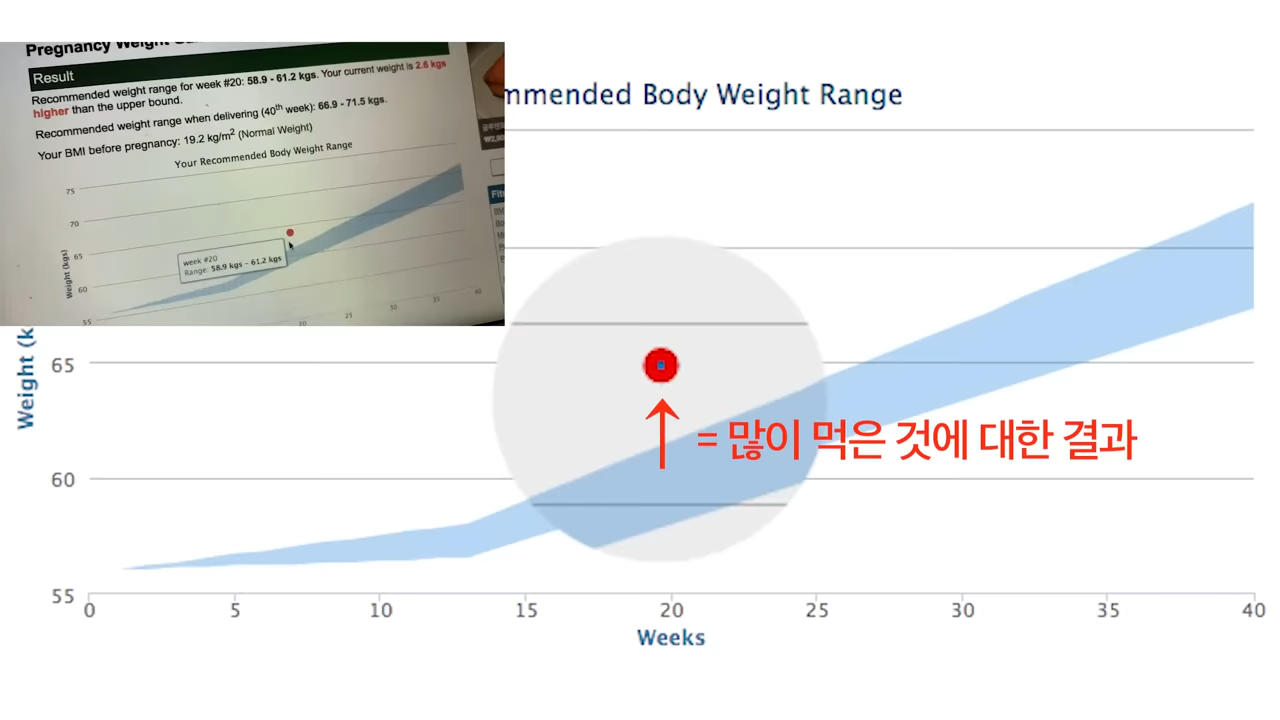 Pregnancy Weight
Result
Recommended weight range for week #20: 58.9 - 61.2 kgs. Your current weight is 2.6 kgs
higher than the upper bound.
Recommended weight range when delivering (40th week): 66.9 - 71.5 kgs.
Your BMI before pregnancy: 19.2 kg/m2 (Normal Weight)
Your Recommended Body Weight Range
75
70
65
60
55
Weight (kgs)
week #20
Range: 58.9 kgs - 61.2 kgs
20
25
30
35
40
mmended Body Weight Range
Weight (k
65
60
55
= 많이 먹은 것에 대한 결과
0 5 10 15 20 25 30 35 40
Weeks